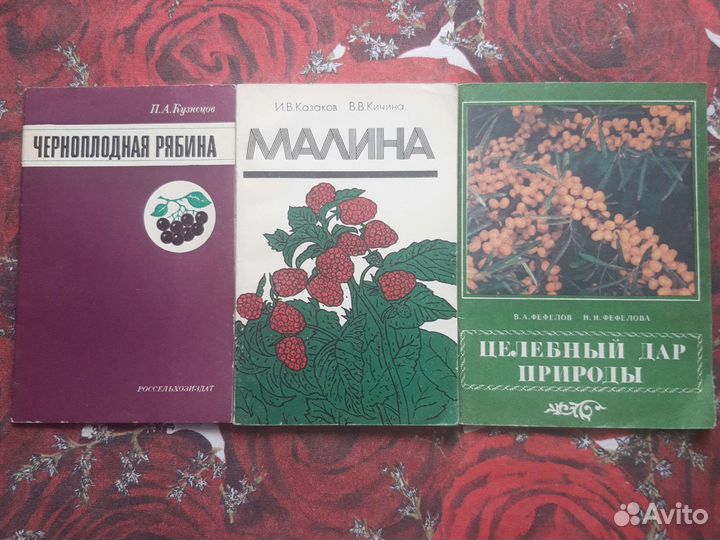 П.А.Кузнецов
ЧЕРНОПЛОДНАЯ РЯБИНА
РОССЕЛЬХОЗИЗДАТ
И.В.Казаков В.В.Кичина
МАЛИНА
В.А.ФЕФЕЛОВ Н.Н.ФЕФЕЛОВА
ЦЕЛЕБНЫЙ ДАР
ПРИРОДЫ
Avito